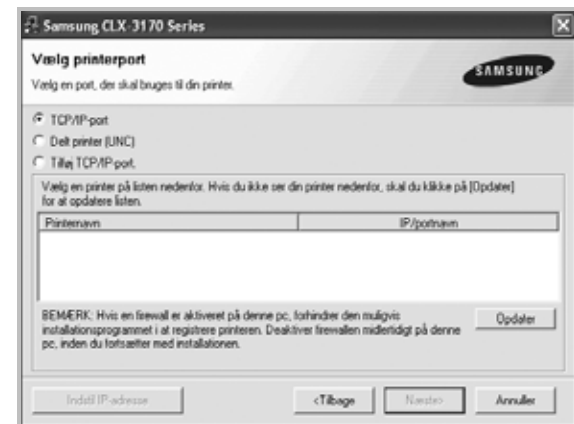 Samsung CLX-3170 Series
Vælg printerport
Vælg en port, der skal bruges til din printer.
SAMSUNG
TCP/IP-port
Delt printer (UNC)
Tilføj TCP/IP-port.
Vælg en printer på listen nedenfor. Hvis du ikke ser din printer nedenfor, skal du klikke på [Opdater]
for at opdatere listen.
Printernavn IP/portnavn
BEMÆRK: Hvis en firewall er aktiveret på denne pc, forhindrer den muligvis
installationsprogrammet i at registrere printeren. Deaktiver firewallen midlertidigt på denne
pc, inden du fortsætter med installationen.
Opdater
Indstil IP-adresse <Tilbage Næste> Annuller